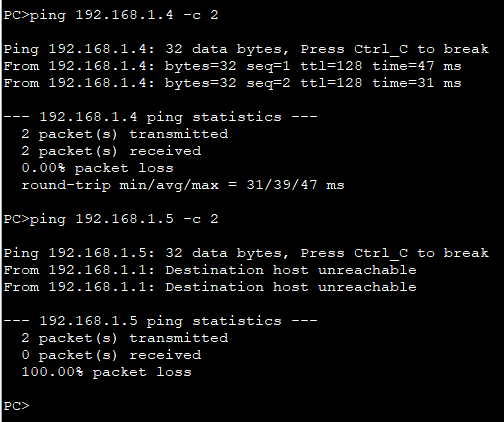 PC>ping 192.168.1.4 -c 2
Ping 192.168.1.4: 32 data bytes, Press Ctrl_C to break
From 192.168.1.4: bytes=32 seq=1 ttl=128 time=47 ms
From 192.168.1.4: bytes=32 seq=2 ttl=128 time=31 ms
--- 192.168.1.4 ping statistics ---
2 packet(s) transmitted
2 packet(s) received
0.00% packet loss
round-trip min/avg/max = 31/39/47 ms
PC>ping 192.168.1.5 -c 2
Ping 192.168.1.5: 32 data bytes, Press Ctrl_C to break
From 192.168.1.1: Destination host unreachable
From 192.168.1.1: Destination host unreachable
--- 192.168.1.5 ping statistics ---
2 packet(s) transmitted
0 packet(s) received
100.00% packet loss
PC>